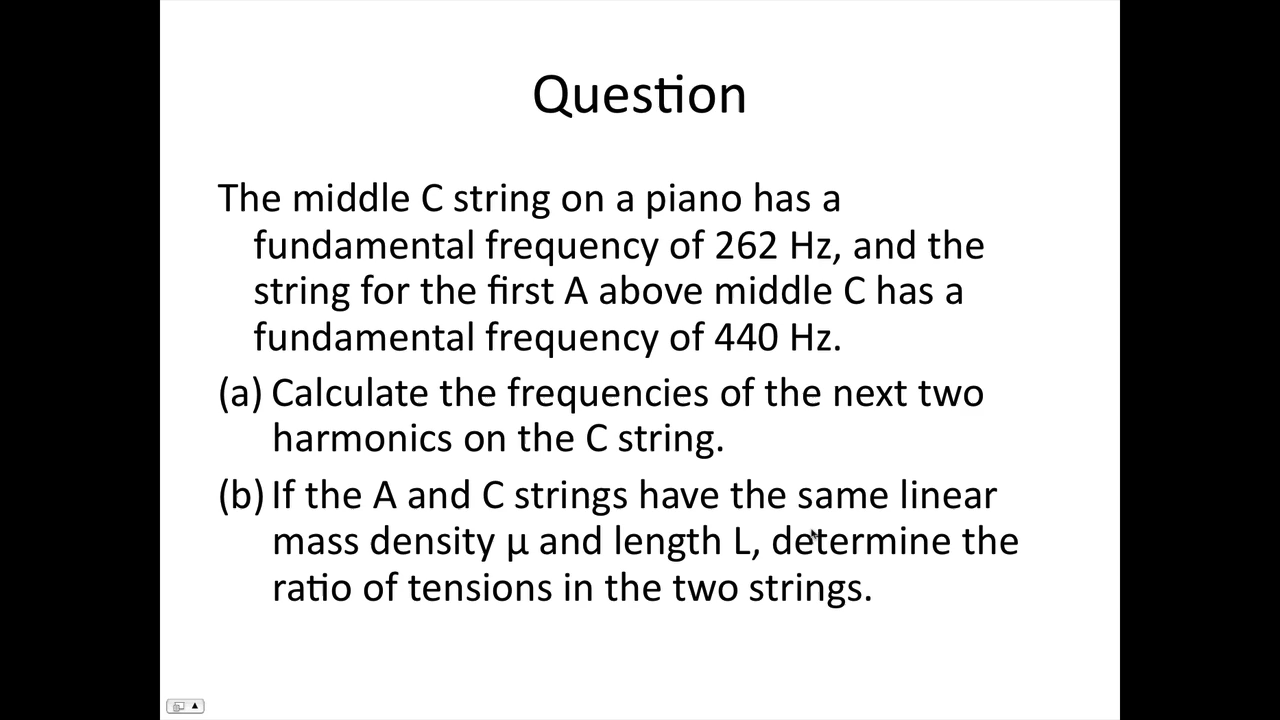 Question
The middle C string on a piano has a
fundamental frequency of 262 Hz, and the
string for the first A above middle C has a
fundamental frequency of 440 Hz.
(a) Calculate the frequencies of the next two
harmonics on the C string.
(b) If the A and C strings have the same linear
mass density μ and length L, determine the
ratio of tensions in the two strings.